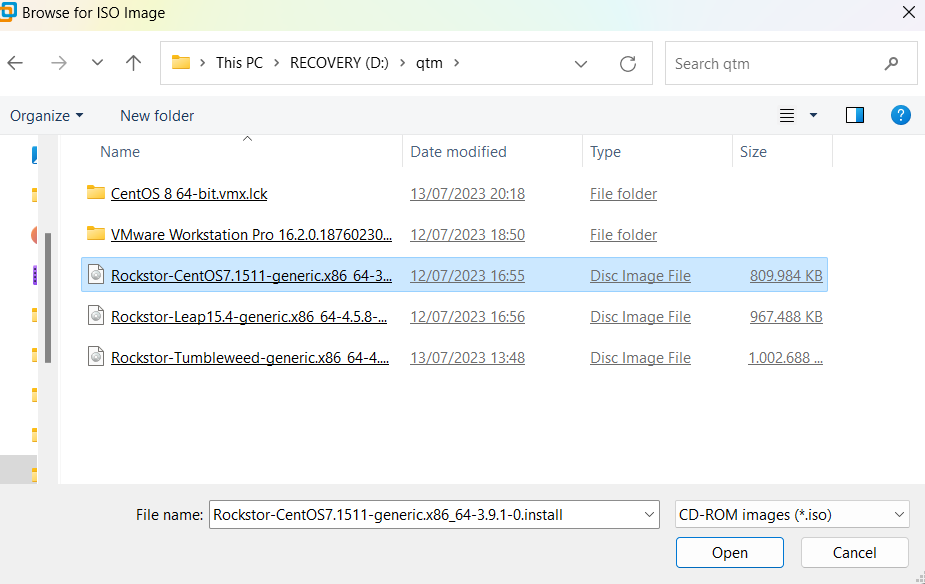 Browse for ISO Image
This PC > RECOVERY (D:) > qtm >
Search qtm
Organize New folder
Name Date modified Type Size
CentOS 8 64-bit.vmx.lck 13/07/2023 20:18 File folder
VMware Workstation Pro 16.2.0.18760230... 12/07/2023 18:50 File folder
Rockstor-CentOS7.1511-generic.x86_64-3... 12/07/2023 16:55 Disc Image File 809.984 KB
Rockstor-Leap15.4-generic.x86_64-4.5.8-... 12/07/2023 16:56 Disc Image File 967.488 KB
Rockstor-Tumbleweed-generic.x86_64-4.... 13/07/2023 13:48 Disc Image File 1.002.688 ...
File name: Rockstor-CentOS7.1511-generic.x86_64-3.9.1-0.install CD-ROM images (*.iso)
Open Cancel